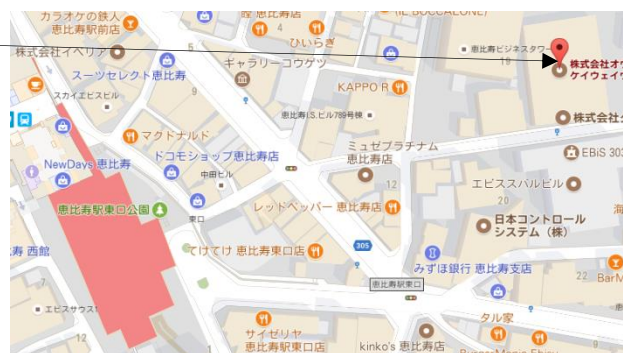 カラオケの鉄人
恵比寿駅前店
ひいらぎ
恵比寿ビジネスタワー
19
株式会社イペリア
株式会社オ
ケイウェイウ
スーツセレクト恵比寿
ギャラリーコウゲツ
スカイエビスビル
KAPPO R
株式会社
恵比寿I.S.ビル789号棟
マクドナルド
ミュゼプラチナム
恵比寿店
EBiS 303
NewDays 恵比寿
ドコモショップ恵比寿店
中田ビル
12
エビススバルビル
恵比寿駅東口公園
東口
レッドペッパー 恵比寿店
日本コントロール
システム（株）
305
寿 西館
てけてけ 恵比寿東口店
みずほ銀行 恵比寿支店
恵比寿駅東口
22
BarM
エビスサウス1
タル家
サイゼリヤ
恵比寿駅東口店
kinko's 恵比寿店